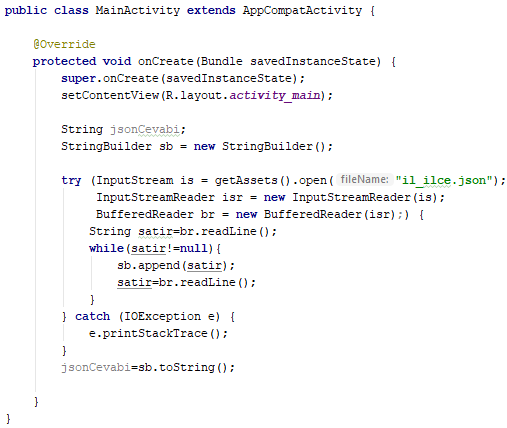 public class MainActivity extends AppCompatActivity {
@Override
protected void onCreate(Bundle savedInstanceState) {
super.onCreate(savedInstanceState);
setContentView(R.layout.activity_main);
String jsonCevabi;
StringBuilder sb = new StringBuilder();
try (InputStream is = getAssets().open( fileName: "il_ilce.json");
InputStreamReader isr = new InputStreamReader(is);
BufferedReader br = new BufferedReader(isr);) {
String satir=br.readLine();
while(satir!=null){
sb.append(satir);
satir=br.readLine();
}
} catch (IOException e) {
e.printStackTrace();
}
jsonCevabi=sb.toString();
}
}